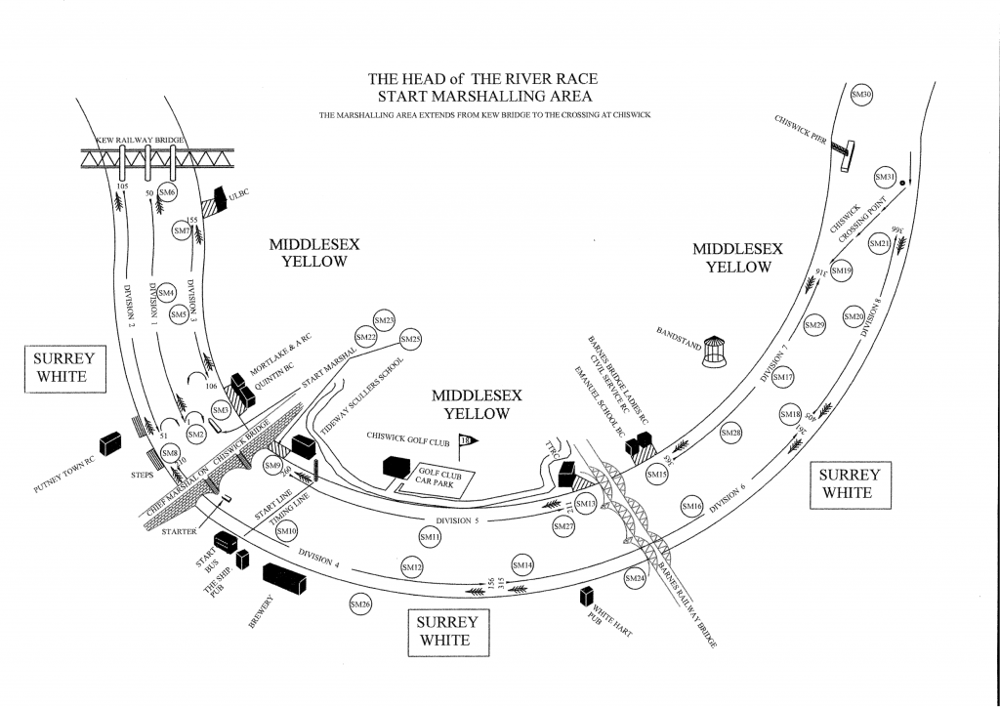 THE HEAD of THE RIVER RACE
START MARSHALLING AREA
THE MARSHALLING AREA EXTENDS FROM KEW BRIDGE TO THE CROSSING AT CHISWICK
SM30
CHISWICK PIER
KEW RAILWAY BRIDGE
105
50
SM6
ULBC
SM31
155
SM7
CHISWICK
CROSSING POINT
366
SM21
MIDDLESEX
YELLOW
MIDDLESEX
YELLOW
SM19
316
SM4
SM5
DIVISION 2
DIVISION 1
DIVISION 3
SM23
SM22
SM25
SM29
SM20
DIVISION 8
BANDSTAND
DIVISION 7
SURREY
WHITE
MORTLAKE & A RC
QUINTIN BC
START MARSHAL
TIDEWAY SCULLERS SCHOOL
BARNES BRIDGE LADIES RC
CIVIL SERVICE RC
EMANUEL SCHOOL BC
SM17
106
MIDDLESEX
YELLOW
SM3
SM18
405
261
1
51
SM2
SM28
PUTNEY TOWN RC
SM8
10
STEPS
CHIEF MARSHAL ON CHISWICK BRIDGE
CHISWICK GOLF CLUB
18
GOLF CLUB
CAR PARK
TTRC
365
SM15
SURREY
WHITE
SM9
260
START LINE
TIMING LINE
SM13
211
SM16
DIVISION 6
STARTER
SM10
DIVISION 5
SM27
SM11
START
BUS
THE SHIP
PUB
DIVISION 4
SM12
SM14
156
315
SM24
BARNES RAILWAY BRIDGE
BREWERY
SM26
WHITE HART
PUB
SURREY
WHITE